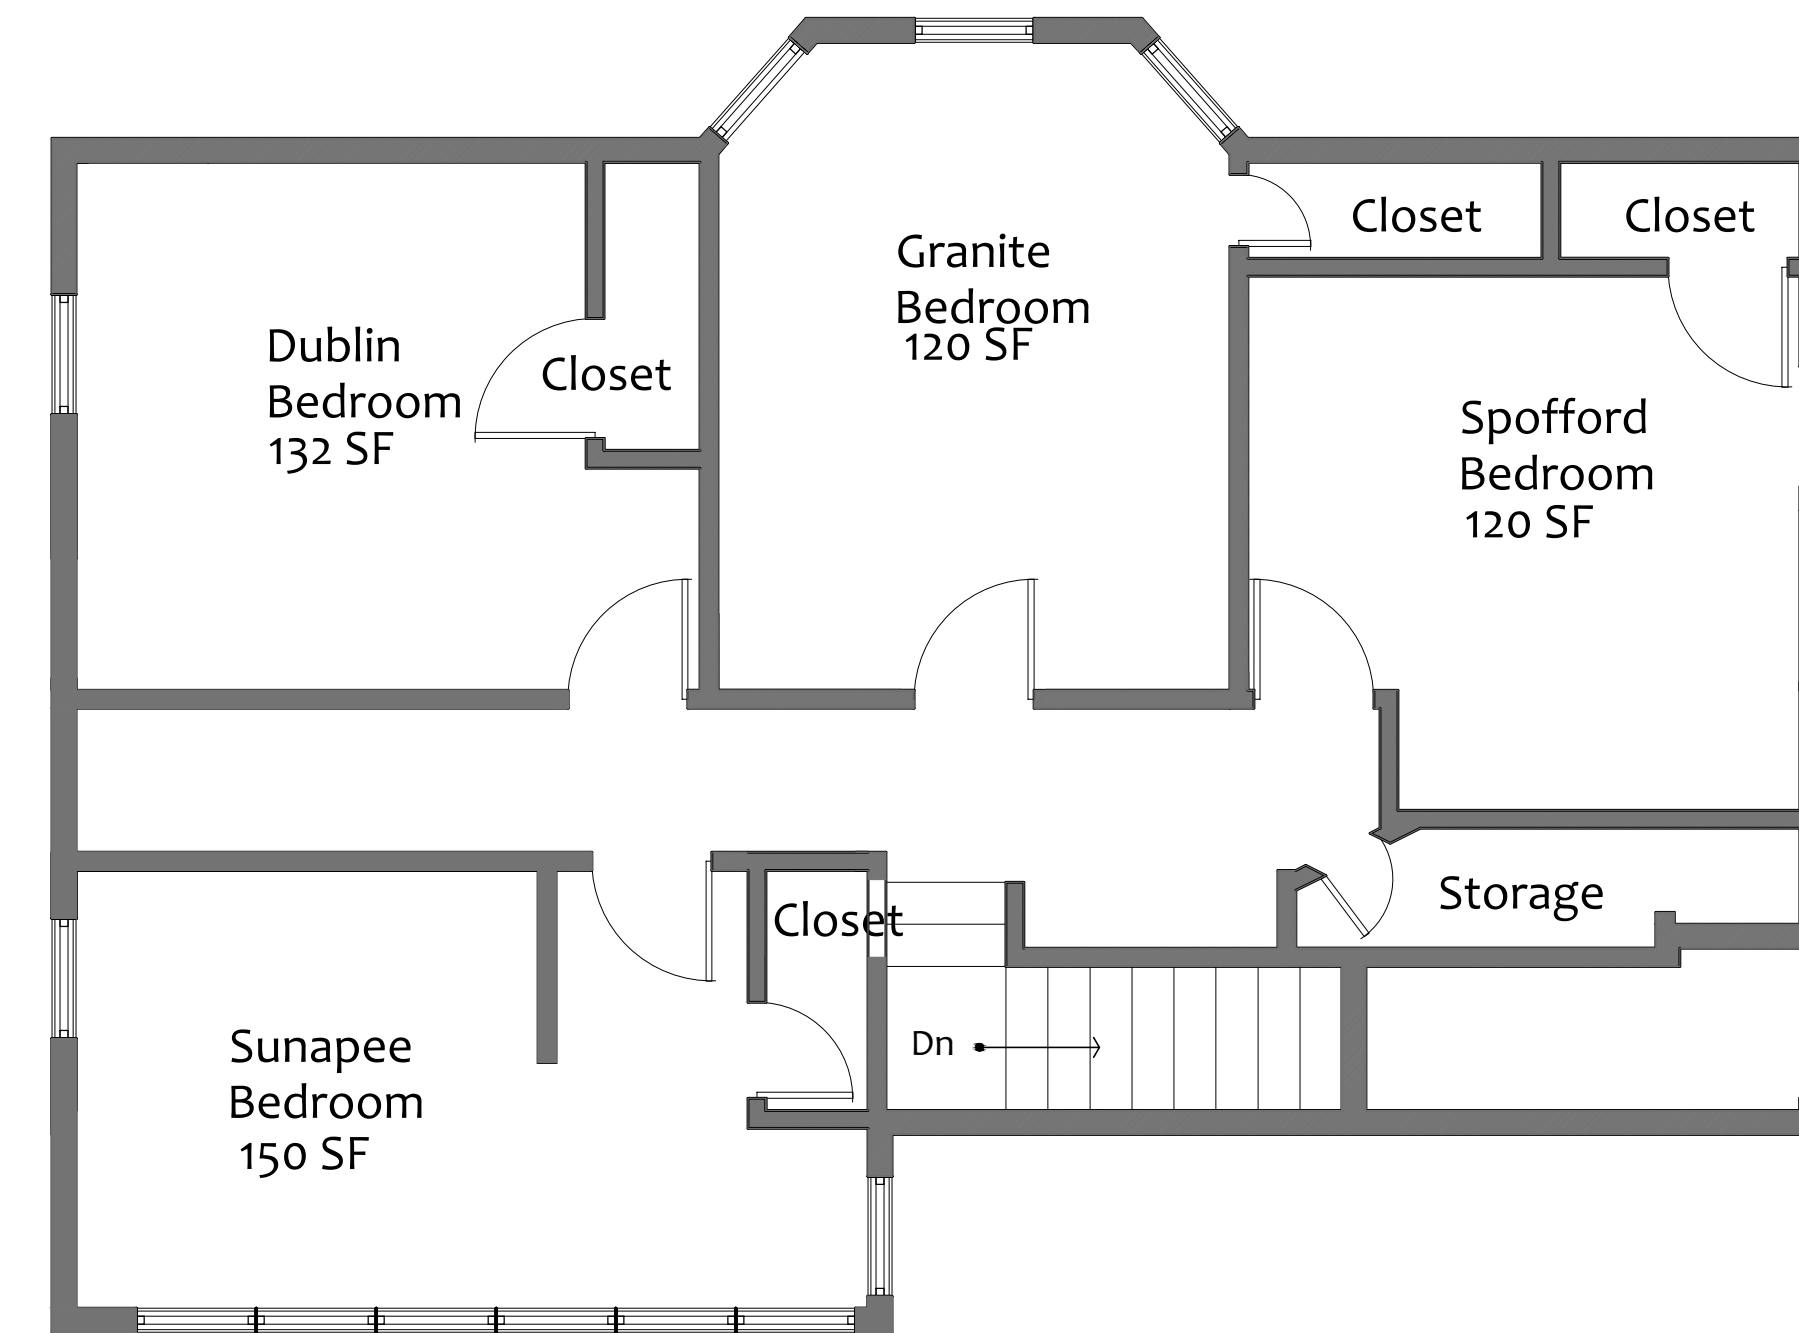 Closet
Closet
Granite
Bedroom
120 SF
Dublin
Bedroom
132 SF
Closet
Spofford
Bedroom
120 SF
Storage
Closet
Dn
Sunapee
Bedroom
150 SF